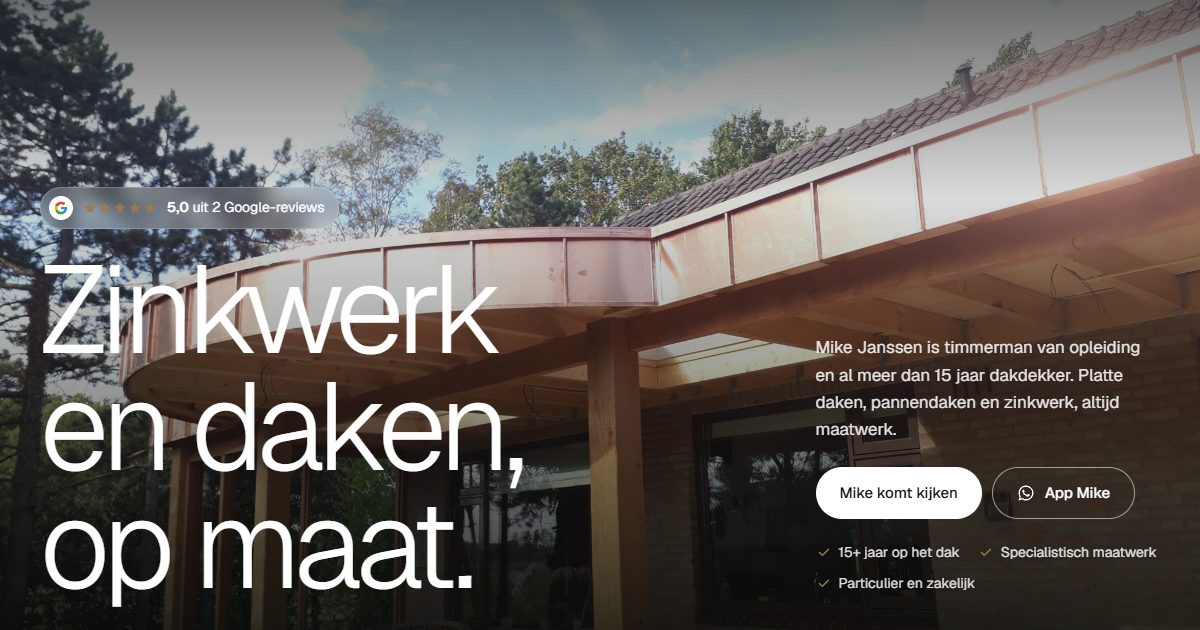 5,0 uit 2 Google-reviews
Zinkwerk
en daken,
op maat.
Mike Janssen is timmerman van opleiding
en al meer dan 15 jaar dakdekker. Platte
daken, pannendaken en zinkwerk, altijd
maatwerk.
Mike komt kijken
App Mike
15+ jaar op het dak
Specialistisch maatwerk
Particulier en zakelijk